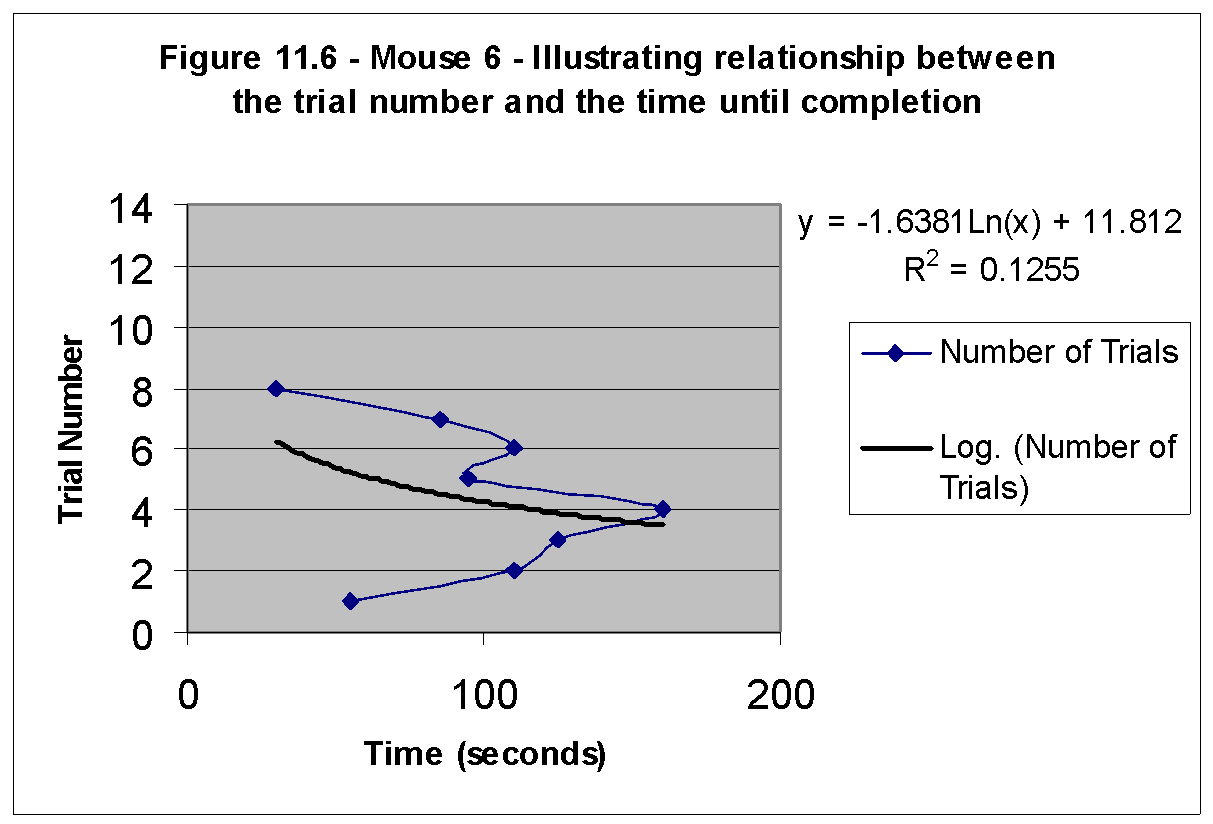 Figure 11.6 - Mouse 6 - Illustrating relationship between
the trial number and the time until completion
14
12
10
8
6
4
2
0
Trial Number
0 100 200
Time (seconds)
y = -1.6381Ln(x) + 11.812
R² = 0.1255
Number of Trials
Log. (Number of
Trials)